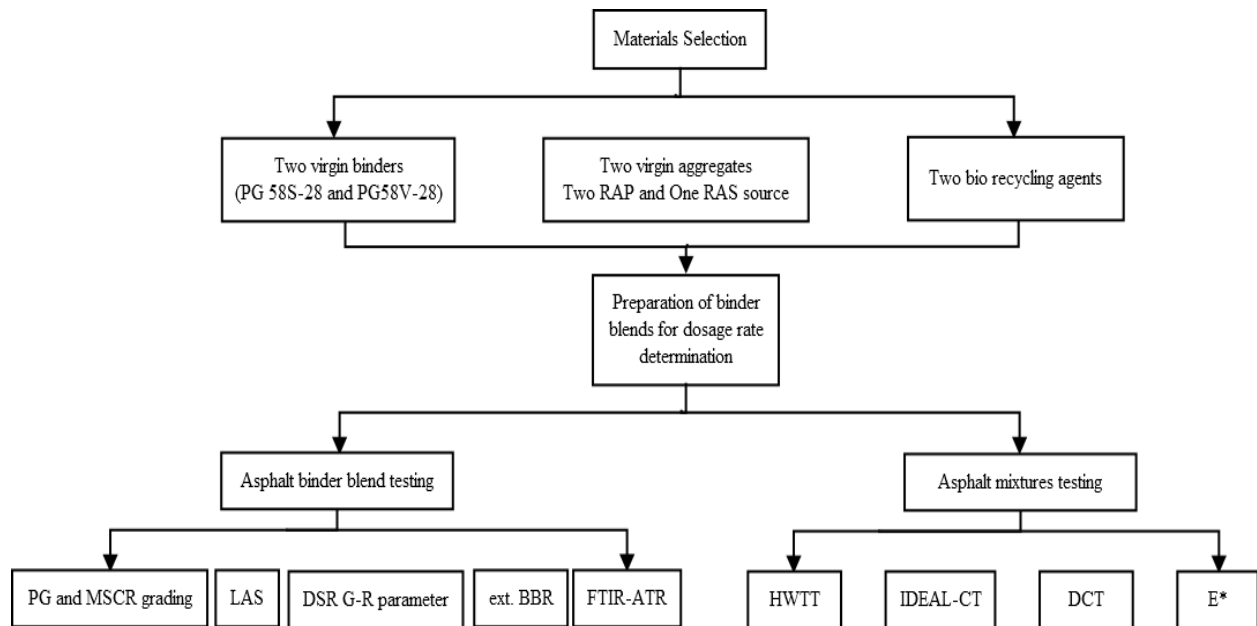 Materials Selection
Two virgin binders
(PG 58S-28 and PG58V-28)
Two virgin aggregates
Two RAP and One RAS source
Two bio recycling agents
Preparation of binder
blends for dosage rate
determination
Asphalt binder blend testing
Asphalt mixtures testing
PG and MSCR grading
LAS
DSR G-R parameter
ext. BBR
FTIR-ATR
HWTT
IDEAL-CT
DCT
E*